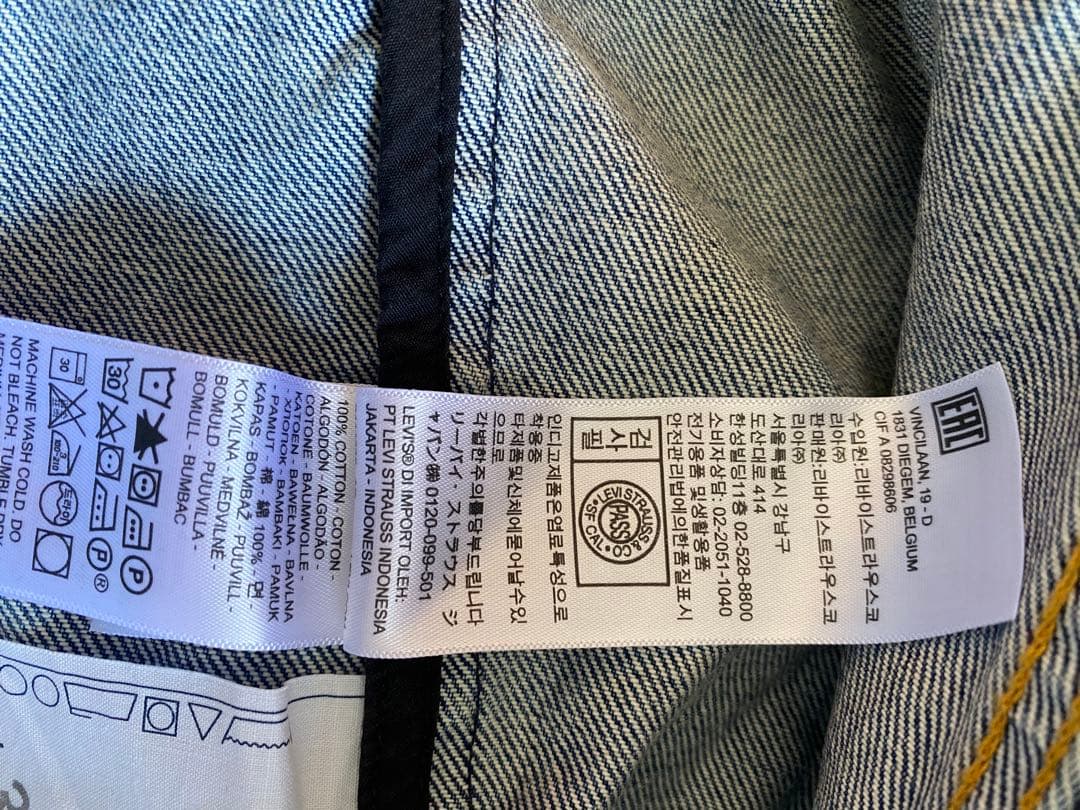 EAC
VINCILAAN, 19 - D
1831 DIEGEM, BELGIUM
CIF A 08298606
수입원:리바이스트라우스코
리아(주)
판매원:리바이스트라우스코
리아(주)
서울특별시 강남구
도산대로 414
한성빌딩11층 02-528-8800
소비자상담: 02-2051-1040
전기용품 및생활용품
안전관리법에의한품질표시
검
사
필
LEVI STRAUSS & CO
PASS
SF CAL.
인디고제품은염료특성으로
착용중
타제품및신체에묻어날수있
으므로
각별한주의를당부드립니다
リーバイ ストラウス ジ
ャパン㈱ 0120-099-501
LEVI'S® DI IMPORT OLEH:
PT LEVI STRAUSS INDONESIA
JAKARTA - INDONESIA
100% COTTON - COTON -
ALGODÓN - ALGODÃO -
COTONE - BAUMWOLLE -
KATOEN - BAWEŁNA - BAVLNA
- ХЛОПОК - BAMBAKI - PAMUK
- PAMUT - 棉 - 綿 100% - 면 -
KAPAS - BOMBAŽ - PUUVILL -
KOKVILNA - MEDVILNĖ -
BOMULD - PUUVILLA -
BOMULL - BUMBAC
P
30
P
®
드라이
30
MACHINE WASH COLD. DO
NOT BLEACH. TUMBLE DRY